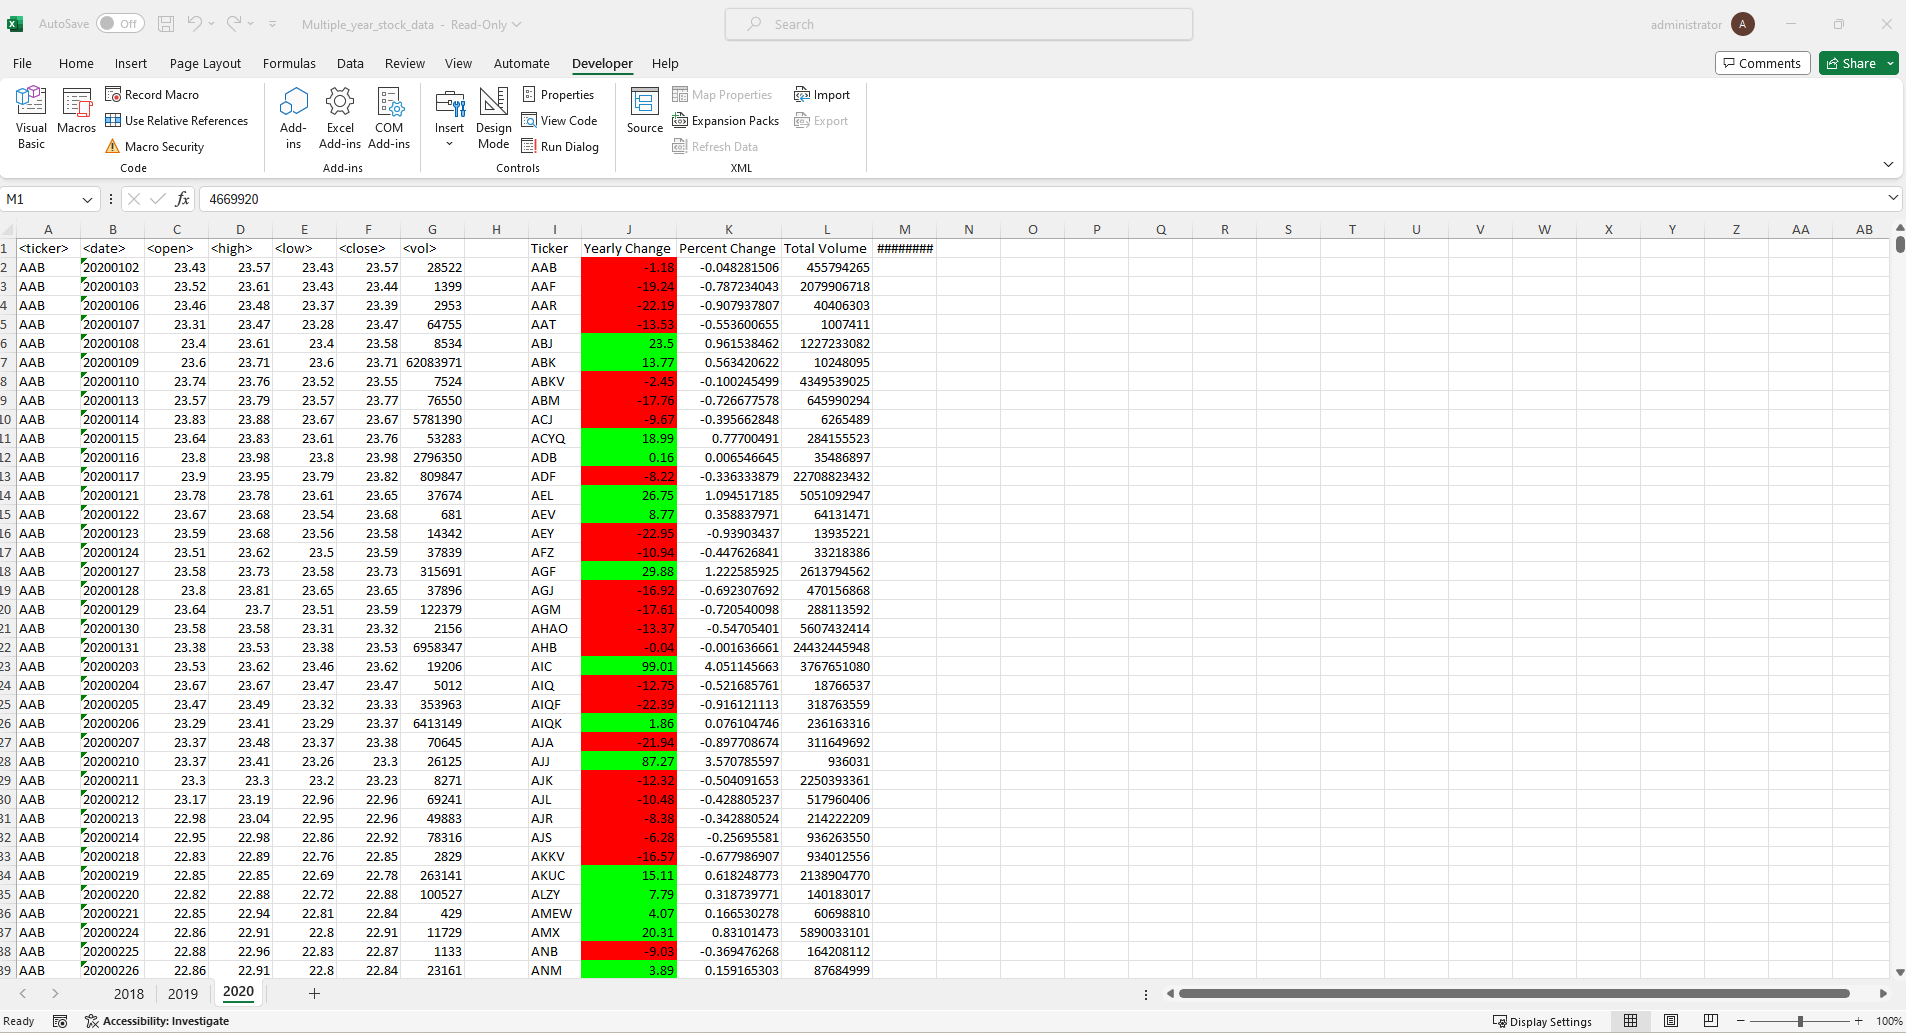 AutoSave Off Multiple_year_stock_data - Read-Only Search administrator A
File Home Insert Page Layout Formulas Data Review View Automate Developer Help Comments Share
Visual Basic
Macros
Record Macro
Use Relative References
Macro Security
Code
Add-ins
Excel Add-ins
COM Add-ins
Add-ins
Insert
Design Mode
Properties
View Code
Run Dialog
Controls
Source
Map Properties
Expansion Packs
Refresh Data
Import
Export
XML
M1 fx 4669920
A B C D E F G H I J K L M N O P Q R S T U V W X Y Z AA AB
1 <ticker> <date> <open> <high> <low> <close> <vol> Ticker Yearly Change Percent Change Total Volume ########
2 AAB 20200102 23.43 23.57 23.43 23.57 28522 AAB -1.18 -0.048281506 455794265
3 AAB 20200103 23.52 23.61 23.43 23.44 1399 AAF -19.24 -0.787234043 2079906718
4 AAB 20200106 23.46 23.48 23.37 23.39 2953 AAR -22.19 -0.907937807 40406303
5 AAB 20200107 23.31 23.47 23.28 23.47 64755 AAT -13.53 -0.553600655 1007411
6 AAB 20200108 23.4 23.61 23.4 23.58 8534 ABJ 23.5 0.961538462 1227233082
7 AAB 20200109 23.6 23.71 23.6 23.71 62083971 ABK 13.77 0.563420622 10248095
8 AAB 20200110 23.74 23.76 23.52 23.55 7524 ABKV -2.45 -0.100245499 4349539025
9 AAB 20200113 23.57 23.79 23.57 23.77 76550 ABM -17.76 -0.726677578 645990294
10 AAB 20200114 23.83 23.88 23.67 23.67 5781390 ACJ -9.67 -0.395662848 6265489
11 AAB 20200115 23.64 23.83 23.61 23.76 53283 ACYQ 18.99 0.77700491 284155523
12 AAB 20200116 23.8 23.98 23.8 23.98 2796350 ADB 0.16 0.006546645 35486897
13 AAB 20200117 23.9 23.95 23.79 23.82 809847 ADF -8.22 -0.336333879 22708823432
14 AAB 20200121 23.78 23.78 23.61 23.65 37674 AEL 26.75 1.094517185 5051092947
15 AAB 20200122 23.67 23.68 23.54 23.68 681 AEV 8.77 0.358837971 64131471
16 AAB 20200123 23.59 23.68 23.56 23.58 14342 AEY -22.95 -0.93903437 13935221
17 AAB 20200124 23.51 23.62 23.5 23.59 37839 AFZ -10.94 -0.447626841 33218386
18 AAB 20200127 23.58 23.73 23.58 23.73 315691 AGF 29.88 1.222585925 2613794562
19 AAB 20200128 23.8 23.81 23.65 23.65 37896 AGJ -16.92 -0.692307692 470156868
20 AAB 20200129 23.64 23.7 23.51 23.59 122379 AGM -17.61 -0.720540098 288113592
21 AAB 20200130 23.58 23.58 23.31 23.32 2156 AHAO -13.37 -0.54705401 5607432414
22 AAB 20200131 23.38 23.53 23.38 23.53 6958347 AHB -0.04 -0.001636661 24432445948
23 AAB 20200203 23.53 23.62 23.46 23.62 19206 AIC 99.01 4.051145663 3767651080
24 AAB 20200204 23.67 23.67 23.47 23.47 5012 AIQ -12.75 -0.521685761 18766537
25 AAB 20200205 23.47 23.49 23.32 23.33 353963 AIQF -22.39 -0.916121113 318763559
26 AAB 20200206 23.29 23.41 23.29 23.37 6413149 AIQK 1.86 0.076104746 236163316
27 AAB 20200207 23.37 23.48 23.37 23.38 70645 AJA -21.94 -0.897708674 311649692
28 AAB 20200210 23.37 23.41 23.26 23.3 26125 AJJ 87.27 3.570785597 936031
29 AAB 20200211 23.3 23.3 23.2 23.23 8271 AJK -12.32 -0.504091653 2250393361
30 AAB 20200212 23.17 23.19 22.96 22.96 69241 AJL -10.48 -0.428805237 517960406
31 AAB 20200213 22.98 23.04 22.95 22.96 49883 AJR -8.38 -0.342880524 214222209
32 AAB 20200214 22.95 22.98 22.86 22.92 78316 AJS -6.28 -0.25695581 936263550
33 AAB 20200218 22.83 22.89 22.76 22.85 2829 AKKV -16.57 -0.677986907 934012556
34 AAB 20200219 22.85 22.85 22.69 22.78 263141 AKUC 15.11 0.618248773 2138904770
35 AAB 20200220 22.82 22.88 22.72 22.88 100527 ALZY 7.79 0.318739771 140183017
36 AAB 20200221 22.85 22.94 22.81 22.84 429 AMEW 4.07 0.166530278 60698810
37 AAB 20200224 22.86 22.91 22.8 22.91 11729 AMX 20.31 0.83101473 5890033101
38 AAB 20200225 22.88 22.96 22.83 22.87 1133 ANB -9.03 -0.369476268 164208112
39 AAB 20200226 22.86 22.91 22.8 22.84 23161 ANM 3.89 0.159165303 87684999
2018 2019 2020
Ready Accessibility: Investigate Display Settings 100%